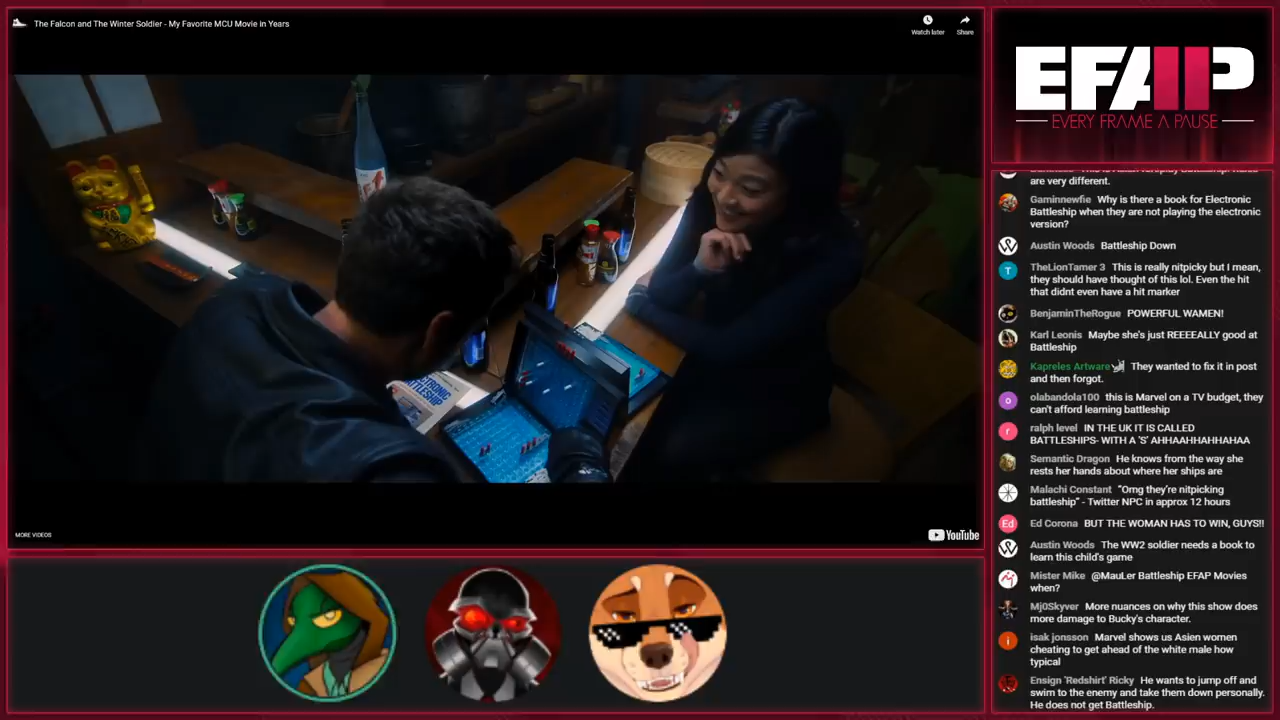 The Falcon and The Winter Soldier - My Favorite MCU Movie in Years
Watch later
Share
MORE VIDEOS
YouTube
EFAP
EVERY FRAME A PAUSE
are very different.
Gaminnewfie Why is there a book for Electronic
Battleship when they are not playing the electronic
version?
Austin Woods Battleship Down
TheLionTamer 3 This is really nitpicky but I mean,
they should have thought of this lol. Even the hit
that didnt even have a hit marker
BenjaminTheRogue POWERFUL WAMEN!
Karl Leonis Maybe she's just REEEEALLY good at
Battleship
Kapreles Artware They wanted to fix it in post
and then forgot.
olabandola100 this is Marvel on a TV budget, they
can't afford learning battleship
ralph level IN THE UK IT IS CALLED
BATTLESHIPS- WITH A 'S' AHHAAHHAHHAHAA
Semantic Dragon He knows from the way she
rests her hands about where her ships are
Malachi Constant "Omg they're nitpicking
battleship" - Twitter NPC in approx 12 hours
Ed Corona BUT THE WOMAN HAS TO WIN, GUYS!!
Austin Woods The WW2 soldier needs a book to
learn this child's game
Mister Mike @MauLer Battleship EFAP Movies
when?
Mj0Skyver More nuances on why this show does
more damage to Bucky's character.
isak jonsson Marvel shows us Asien women
cheating to get ahead of the white male how
typical
Ensign 'Redshirt' Ricky He wants to jump off and
swim to the enemy and take them down personally.
He does not get Battleship.